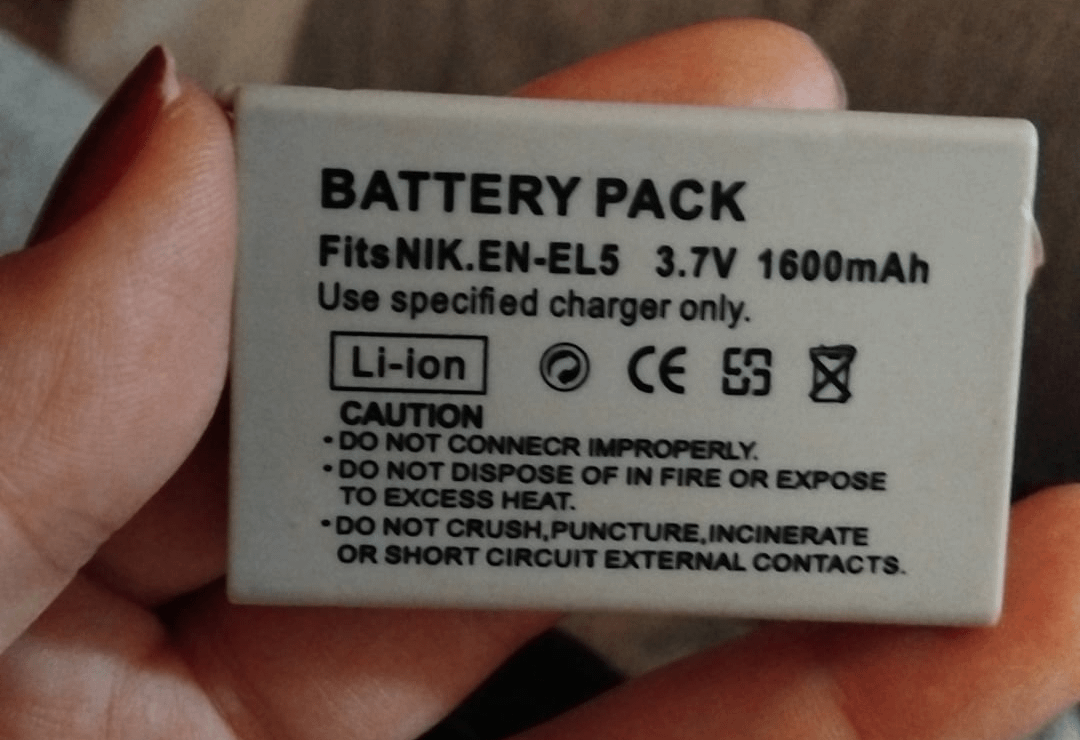 BATTERY PACK
FitsNIK.EN-EL5 3.7V 1600mAh
Use specified charger only.
Li-ion CE
CAUTION
•DO NOT CONNECR IMPROPERLY.
•DO NOT DISPOSE OF IN FIRE OR EXPOSE
TO EXCESS HEAT.
•DO NOT CRUSH,PUNCTURE,INCINERATE
OR SHORT CIRCUIT EXTERNAL CONTACTS.